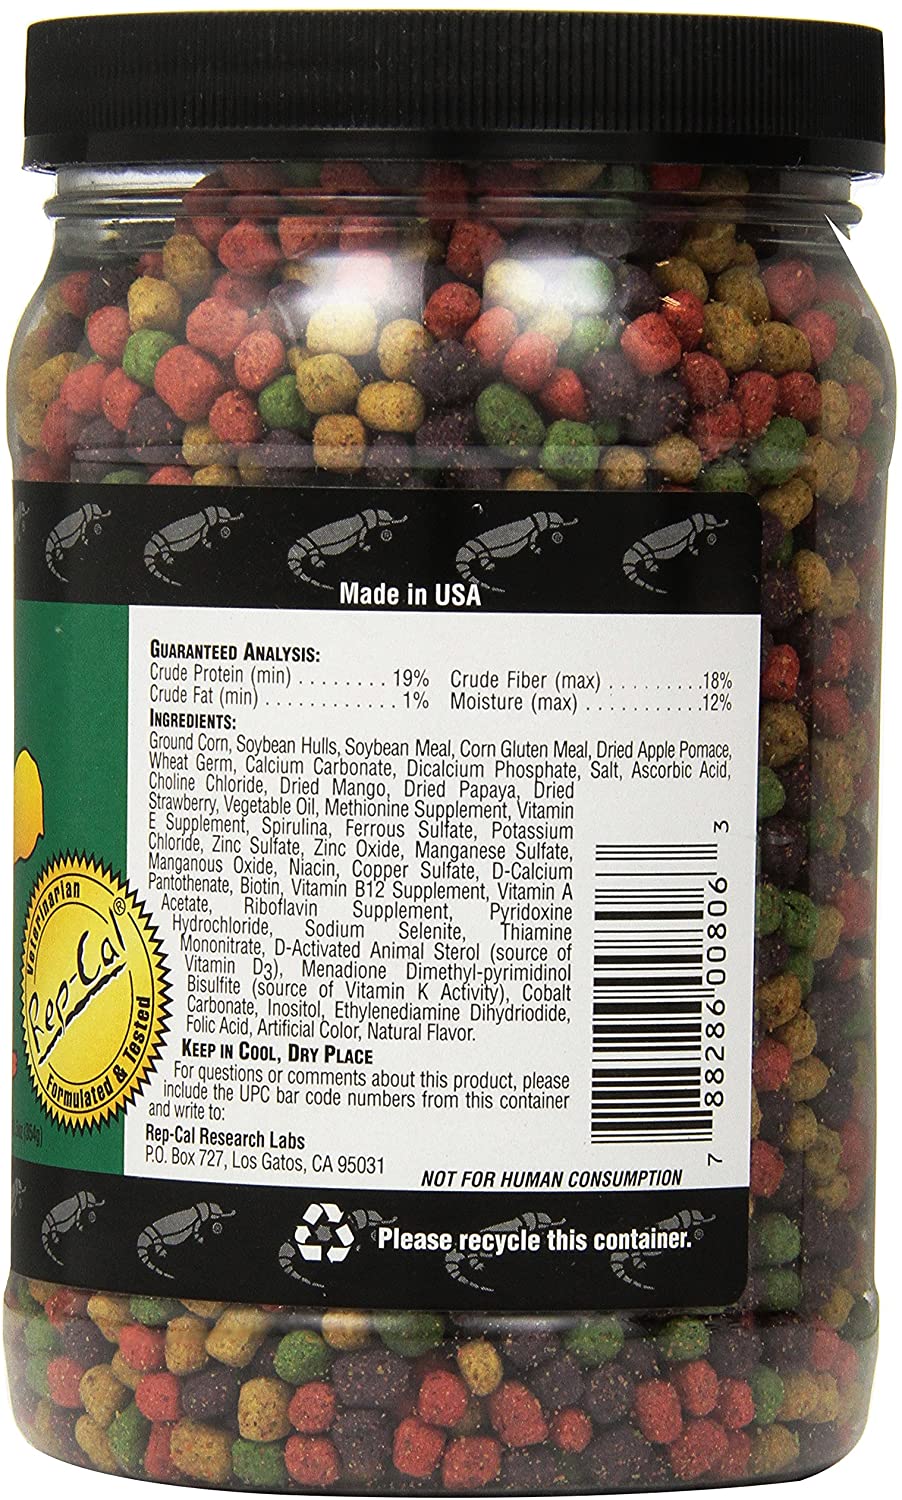 Made in USA
GUARANTEED ANALYSIS:
Crude Protein (min) . . . . . . . . 19% Crude Fiber (max) . . . . . . . . .18%
Crude Fat (min) . . . . . . . . . . . . 1% Moisture (max) . . . . . . . . . . .12%
INGREDIENTS:
Ground Corn, Soybean Hulls, Soybean Meal, Corn Gluten Meal, Dried Apple Pomace,
Wheat Germ, Calcium Carbonate, Dicalcium Phosphate, Salt, Ascorbic Acid,
Choline Chloride, Dried Mango, Dried Papaya, Dried
Strawberry, Vegetable Oil, Methionine Supplement, Vitamin
E Supplement, Spirulina, Ferrous Sulfate, Potassium
Chloride, Zinc Sulfate, Zinc Oxide, Manganese Sulfate,
Manganous Oxide, Niacin, Copper Sulfate, D-Calcium
Pantothenate, Biotin, Vitamin B12 Supplement, Vitamin A
Acetate, Riboflavin Supplement, Pyridoxine
Hydrochloride, Sodium Selenite, Thiamine
Mononitrate, D-Activated Animal Sterol (source of
Vitamin D3), Menadione Dimethyl-pyrimidinol
Bisulfite (source of Vitamin K Activity), Cobalt
Carbonate, Inositol, Ethylenediamine Dihydriodide,
Folic Acid, Artificial Color, Natural Flavor.
KEEP IN COOL, DRY PLACE
For questions or comments about this product, please
include the UPC bar code numbers from this container
and write to:
Rep-Cal Research Labs
P.O. Box 727, Los Gatos, CA 95031
NOT FOR HUMAN CONSUMPTION
7 88286 00806 3
Veterinarian
Rep-Cal®
Formulated & Tested
(354g)
Please recycle this container.